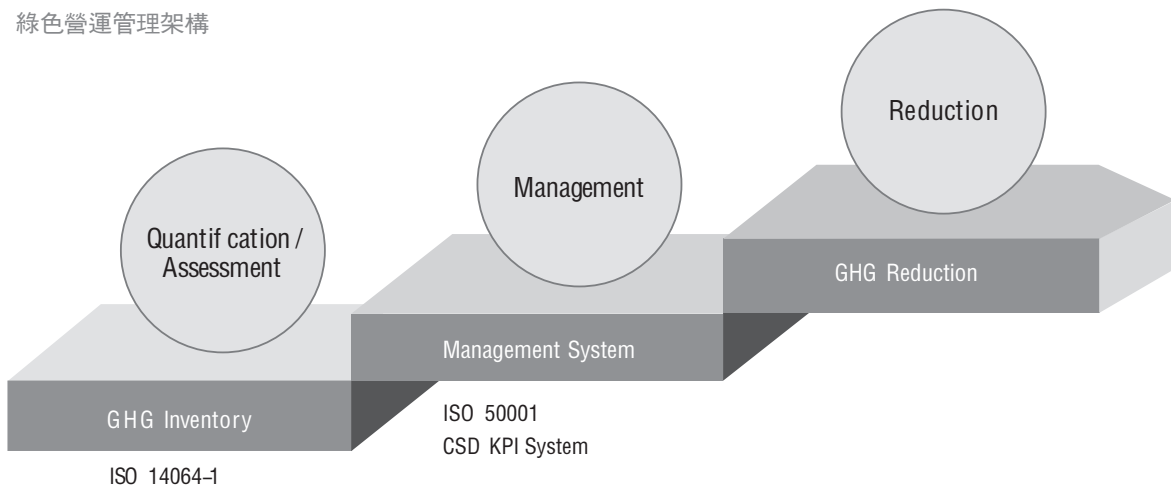 綠色營運管理架構
Quantif cation /
Assessment
GHG Inventory
ISO 14064-1
Management
Management System
ISO 50001
CSD KPI System
Reduction
GHG Reduction